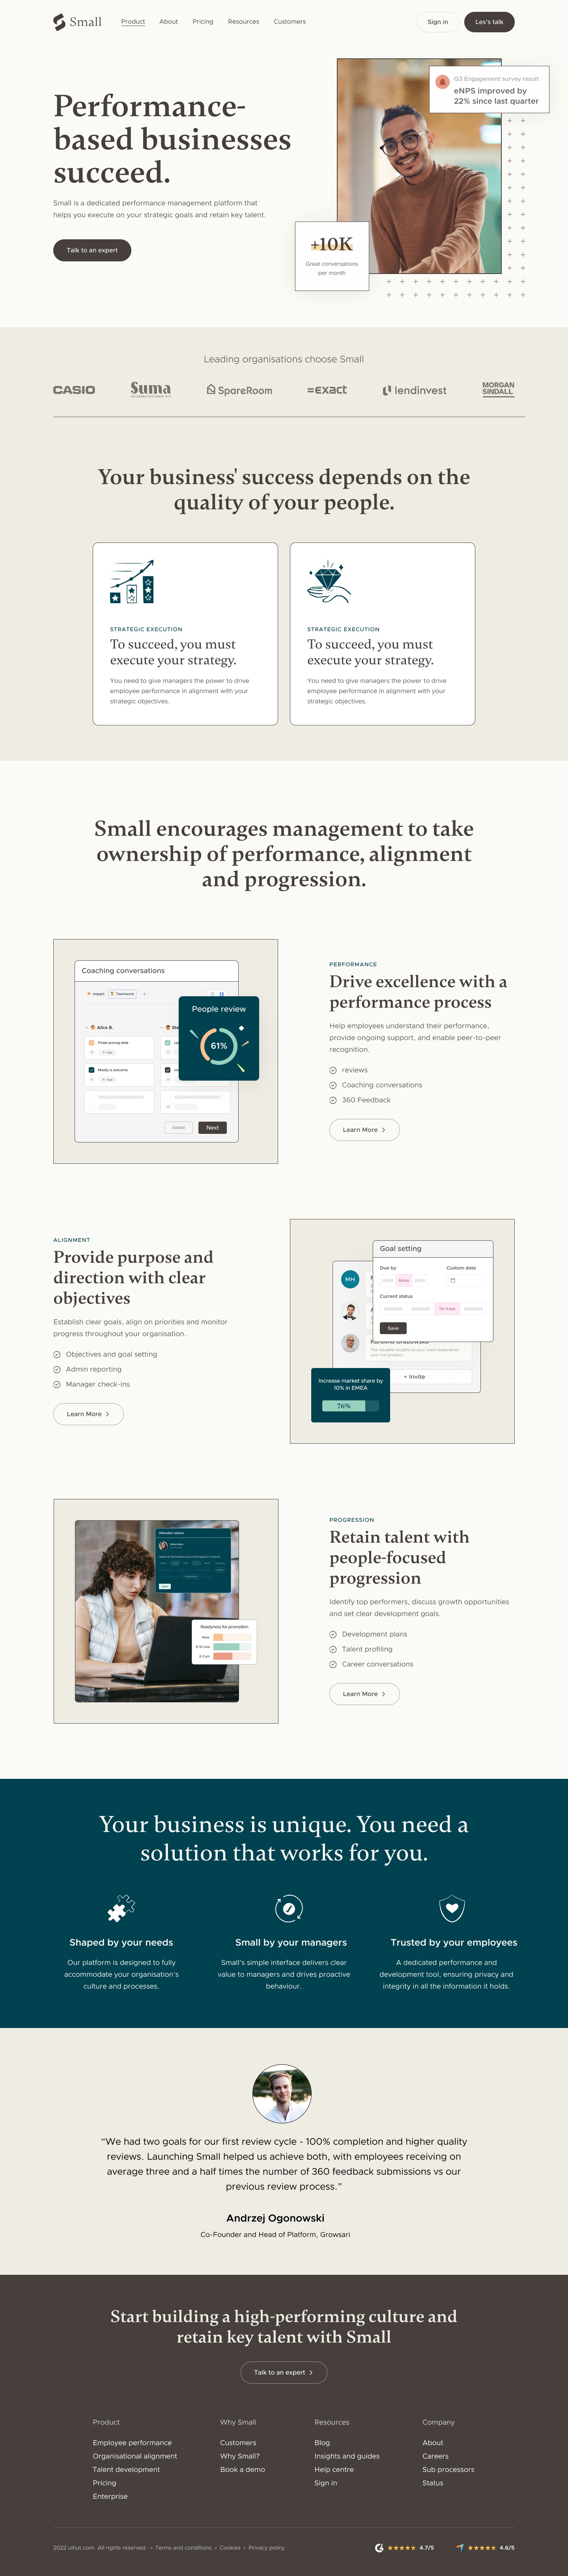 Small
Product About Pricing Resources Customers
Sign in
Les's talk
Performance-
based businesses
succeed.
Small is a dedicated performance management platform that
helps you execute on your strategic goals and retain key talent.
Talk to an expert
Q3 Engagement survey result
eNPS improved by
22% since last quarter
+10K
Great conversations
per month
Leading organisations choose Small
CASIO
Suma
SpareRoom
=exact
lendinvest
MORGAN
SINDALL
Your business' success depends on the
quality of your people.
STRATEGIC EXECUTION
To succeed, you must
execute your strategy.
You need to give managers the power to drive
employee performance in alignment with your
strategic objectives.
STRATEGIC EXECUTION
To succeed, you must
execute your strategy.
You need to give managers the power to drive
employee performance in alignment with your
strategic objectives.
Small encourages management to take
ownership of performance, alignment
and progression.
Coaching conversations
Impact
Teamwork
Alice B.
Finish pricing data
High
Mostly is outcome
High
Next
People review
61%
PERFORMANCE
Drive excellence with a
performance process
Help employees understand their performance,
provide ongoing support, and enable peer-to-peer
recognition.
reviews
Coaching conversations
360 Feedback
Learn More
ALIGNMENT
Provide purpose and
direction with clear
objectives
Establish clear goals, align on priorities and monitor
progress throughout your organisation.
Objectives and goal setting
Admin reporting
Manager check-ins
Learn More
Goal setting
Due by
Custom date
Current status
On track
Save
MH
+ Invite
Increase market share by
10% in EMEA
76%
Readyness for promotion
Now
PROGRESSION
Retain talent with
people-focused
progression
Identify top performers, discuss growth opportunities
and set clear development goals.
Development plans
Talent profiling
Career conversations
Learn More
Your business is unique. You need a
solution that works for you.
Shaped by your needs
Our platform is designed to fully
accommodate your organisation's
culture and processes.
Small by your managers
Small's simple interface delivers clear
value to managers and drives proactive
behaviour.
Trusted by your employees
A dedicated performance and
development tool, ensuring privacy and
integrity in all the information it holds.
“We had two goals for our first review cycle - 100% completion and higher quality
reviews. Launching Small helped us achieve both, with employees receiving on
average three and a half times the number of 360 feedback submissions vs our
previous review process.”
Andrzej Ogonowski
Co-Founder and Head of Platform, Growsari
Start building a high-performing culture and
retain key talent with Small
Talk to an expert
Product
Employee performance
Organisational alignment
Talent development
Pricing
Enterprise
Why Small
Customers
Why Small?
Book a demo
Resources
Blog
Insights and guides
Help centre
Sign in
Company
About
Careers
Sub processors
Status
2022 uihut.com. All rights reserved. • Terms and conditions • Cookies • Privacy policy
4.7/5
4.6/5